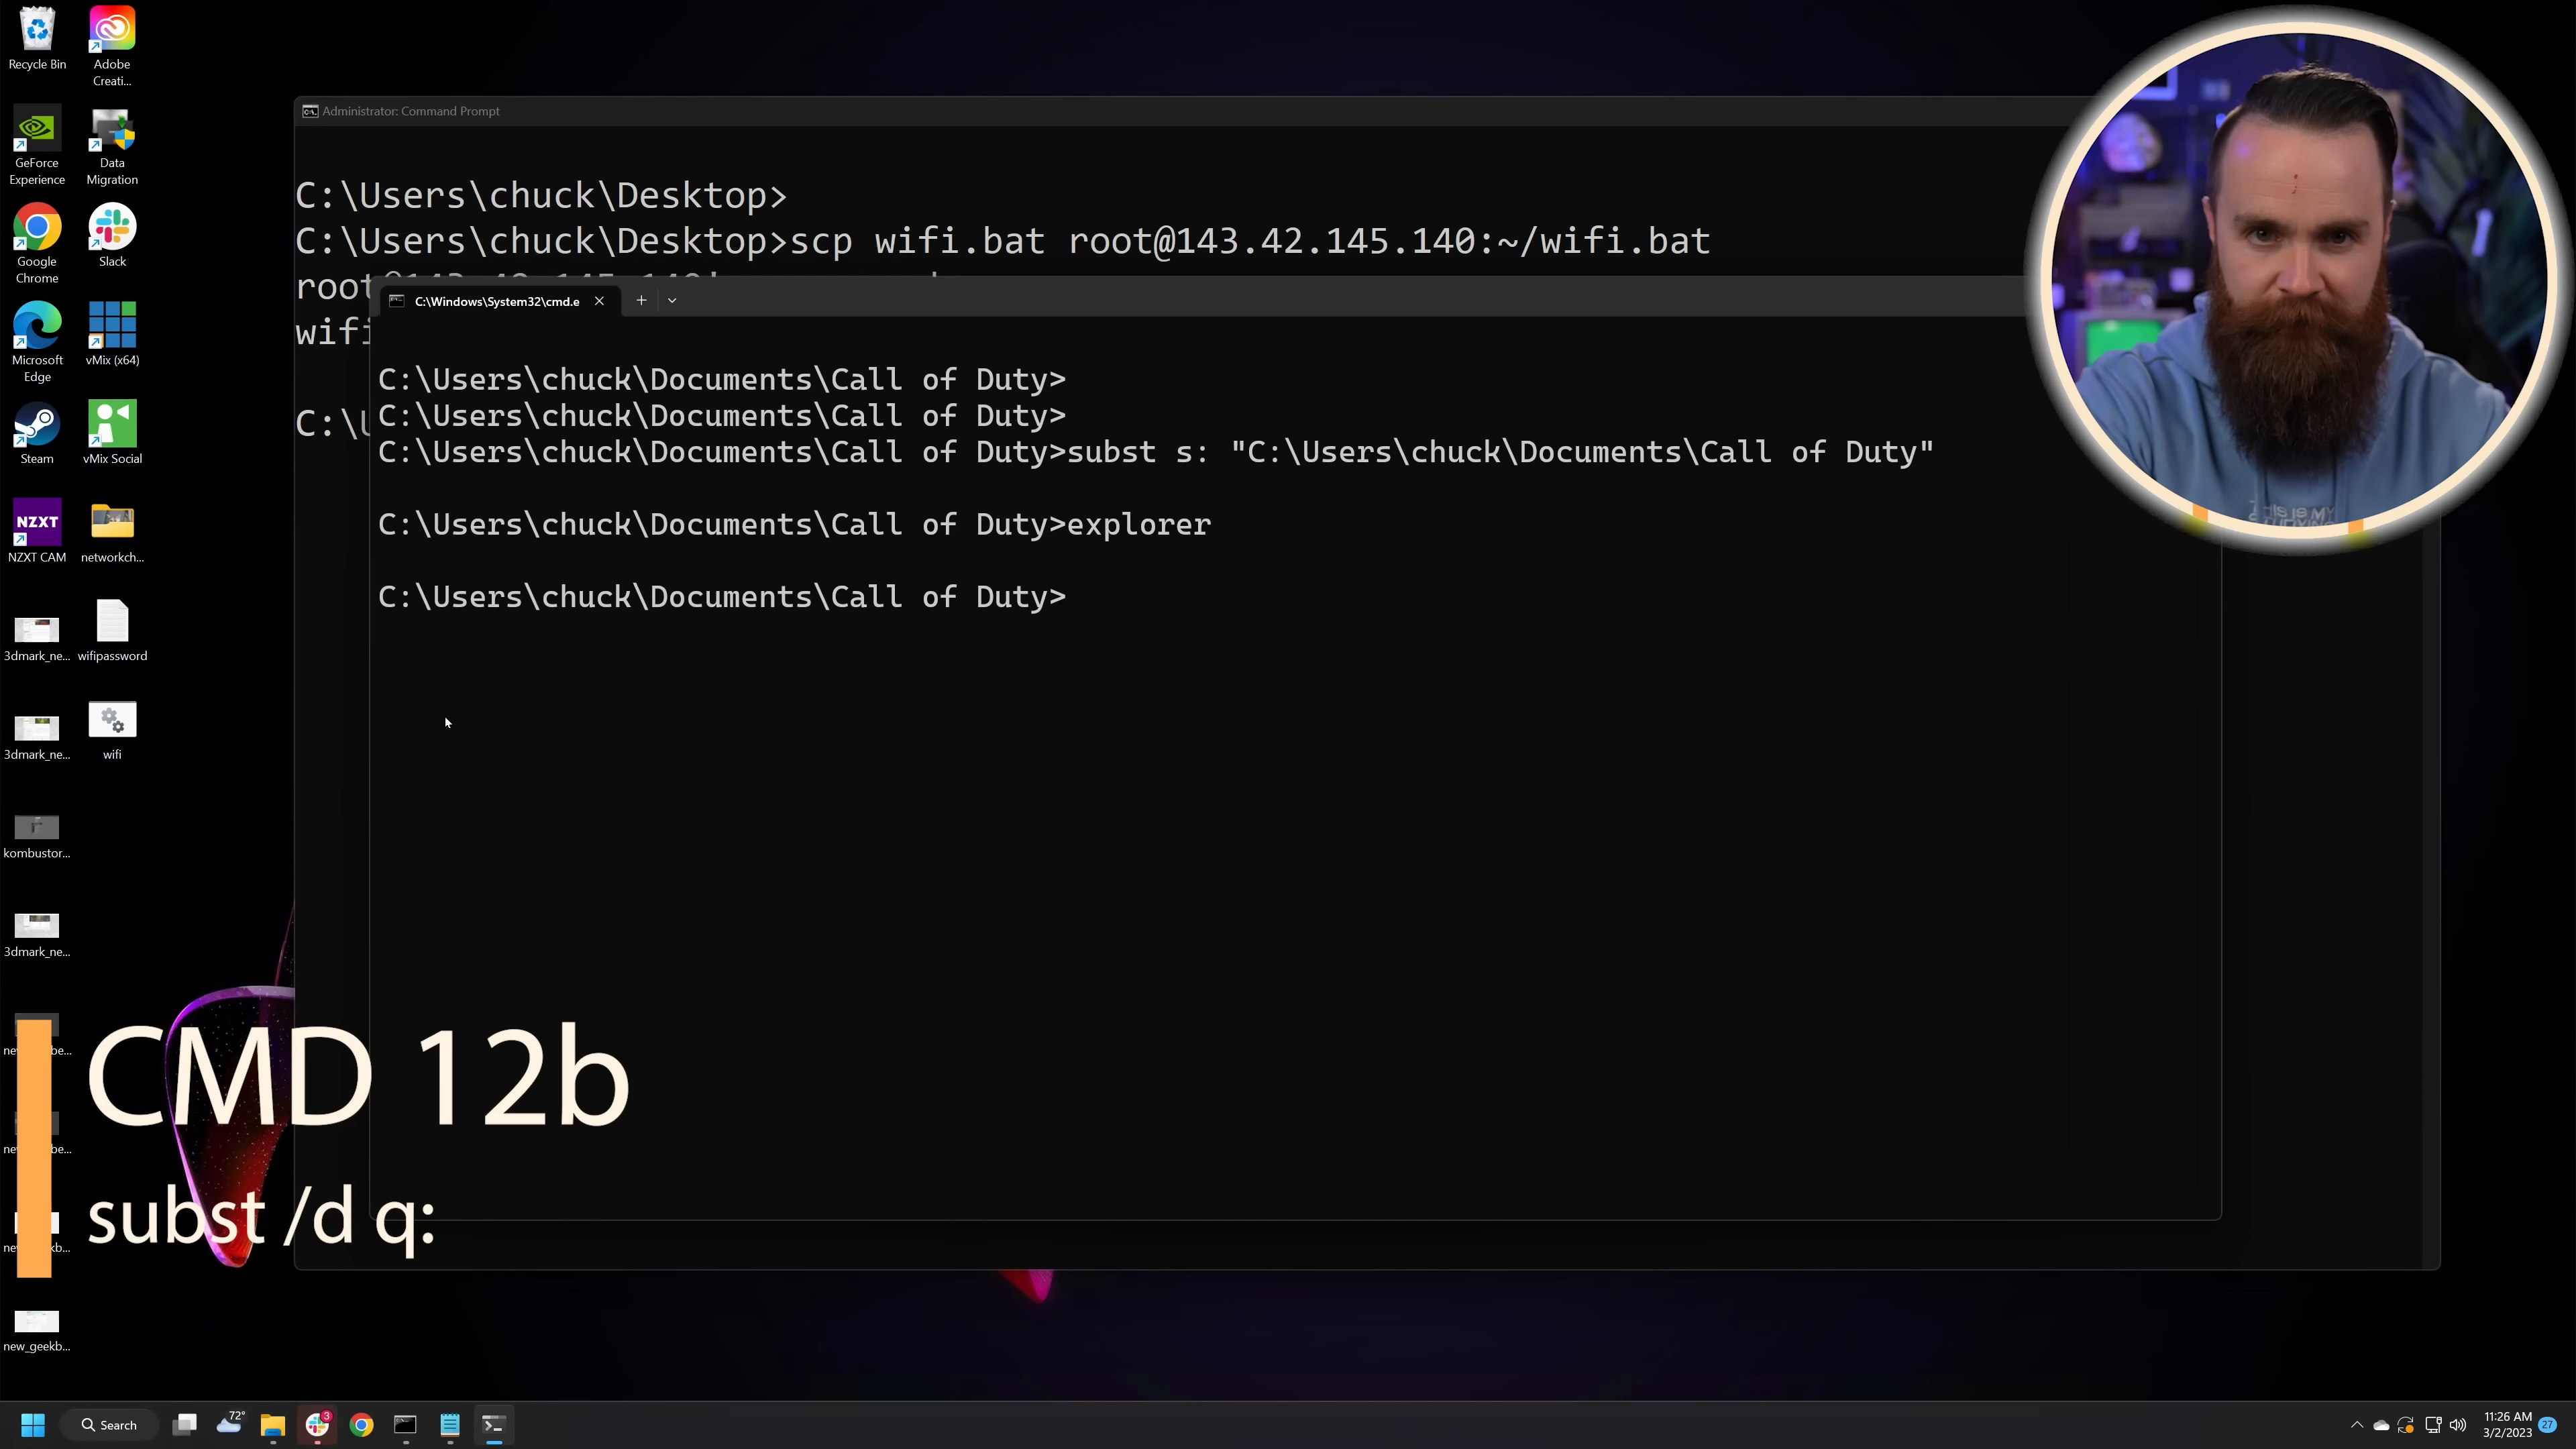 Recycle Bin
Adobe
Creati...
GeForce
Experience
Data
Migration
Google
Chrome
Slack
Microsoft
Edge
vMix (x64)
Steam
vMix Social
NZXT
NZXT CAM
networkch...
3dmark_ne...
wifipassword
3dmark_ne...
wifi
kombustor...
3dmark_ne...
new_geekb...
Administrator: Command Prompt
C:\Users\chuck\Desktop>
C:\Users\chuck\Desktop>scp wifi.bat root@143.42.145.140:~/wifi.bat
C:\Windows\System32\cmd.e
C:\Users\chuck\Documents\Call of Duty>
C:\Users\chuck\Documents\Call of Duty>
C:\Users\chuck\Documents\Call of Duty>subst s: "C:\Users\chuck\Documents\Call of Duty"
C:\Users\chuck\Documents\Call of Duty>explorer
C:\Users\chuck\Documents\Call of Duty>
CMD 12b
subst /d q:
Search
72°
3
11:26 AM
3/2/2023
27